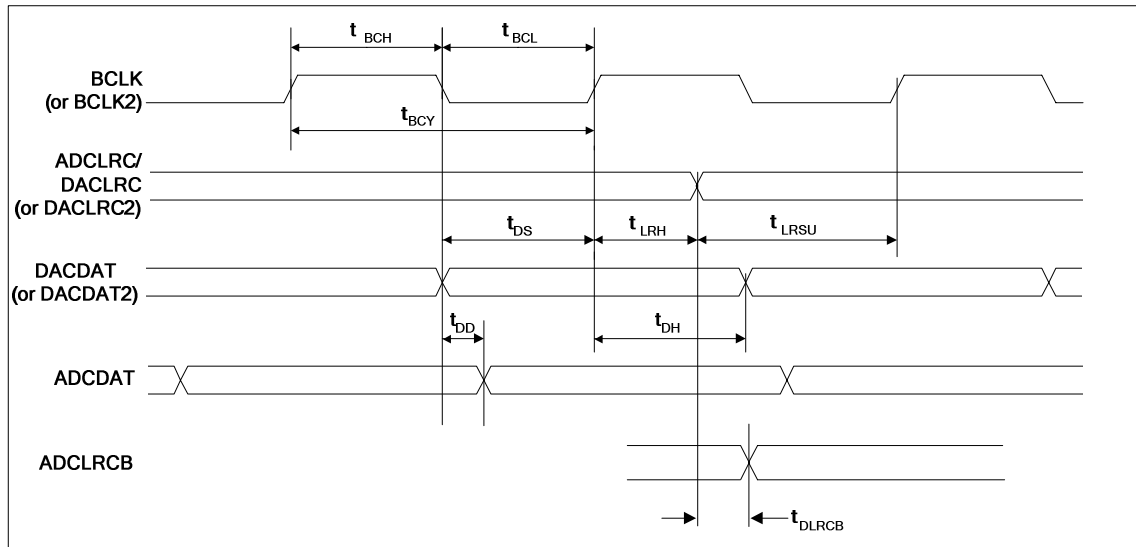 t BCH
t BCL
BCLK
(or BCLK2)
tBCY
ADCLRC/
DACLRC
(or DACLRC2)
tDS
t LRH
t LRSU
DACDAT
(or DACDAT2)
tDD
tDH
ADCDAT
ADCLRCB
tDLRCB